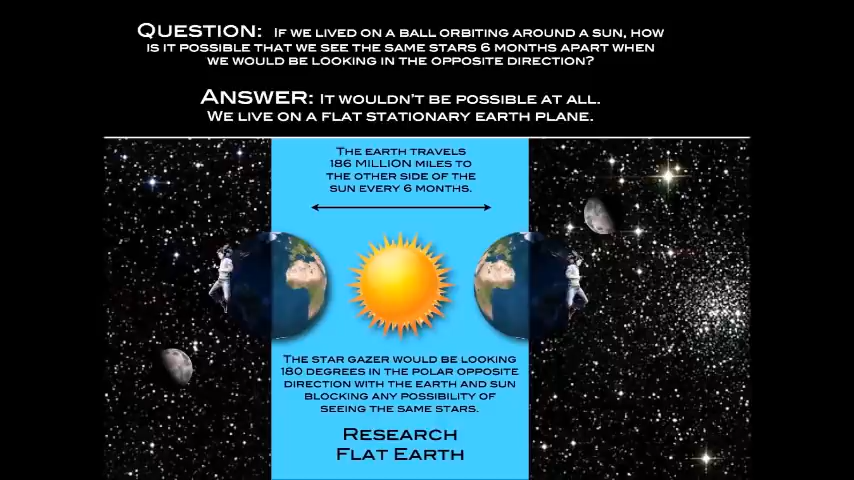 QUESTION: IF WE LIVED ON A BALL ORBITING AROUND A SUN, HOW
IS IT POSSIBLE THAT WE SEE THE SAME STARS 6 MONTHS APART WHEN
WE WOULD BE LOOKING IN THE OPPOSITE DIRECTION?
ANSWER: IT WOULDN'T BE POSSIBLE AT ALL.
WE LIVE ON A FLAT STATIONARY EARTH PLANE.
THE EARTH TRAVELS
186 MILLION MILES TO
THE OTHER SIDE OF THE
SUN EVERY 6 MONTHS.
THE STAR GAZER WOULD BE LOOKING
180 DEGREES IN THE POLAR OPPOSITE
DIRECTION WITH THE EARTH AND SUN
BLOCKING ANY POSSIBILITY OF
SEEING THE SAME STARS.
RESEARCH
FLAT EARTH